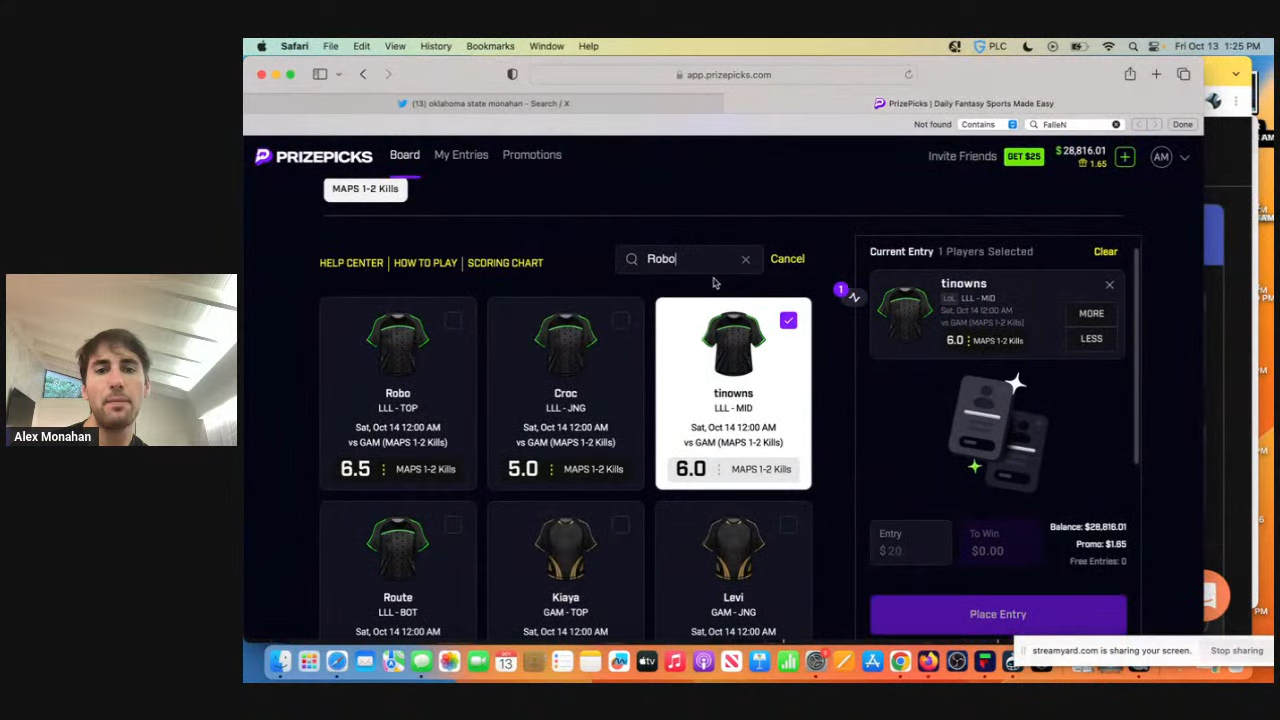 Safari File Edit View History Bookmarks Window Help
PLC Fri Oct 13 1:25 PM
app.prizepicks.com
(13) oklahoma state monahan - Search / X
PrizePicks | Daily Fantasy Sports Made Easy
Not found Contains FalleN Done
PRIZEPICKS Board My Entries Promotions
Invite Friends GET $25 $28,816.01 AM
1.65
MAPS 1-2 Kills
HELP CENTER | HOW TO PLAY | SCORING CHART
Robo Cancel
Current Entry 1 Players Selected Clear
Robo
LLL - TOP
Sat, Oct 14 12:00 AM
vs GAM (MAPS 1-2 Kills)
6.5 MAPS 1-2 Kills
Croc
LLL - JNG
Sat, Oct 14 12:00 AM
vs GAM (MAPS 1-2 Kills)
5.0 MAPS 1-2 Kills
tinowns
LLL - MID
Sat, Oct 14 12:00 AM
vs GAM (MAPS 1-2 Kills)
6.0 MAPS 1-2 Kills
1
tinowns
LoL LLL - MID
Sat, Oct 14 12:00 AM
vs GAM (MAPS 1-2 Kills)
6.0 MAPS 1-2 Kills
MORE
LESS
Route
LLL - BOT
Sat, Oct 14 12:00 AM
Kiaya
GAM - TOP
Sat, Oct 14 12:00 AM
Levi
GAM - JNG
Sat, Oct 14 12:00 AM
Entry
$ 20
To Win
$0.00
Balance: $28,816.01
Promo: $1.65
Free Entries: 0
Place Entry
Alex Monahan
streamyard.com is sharing your screen. Stop sharing